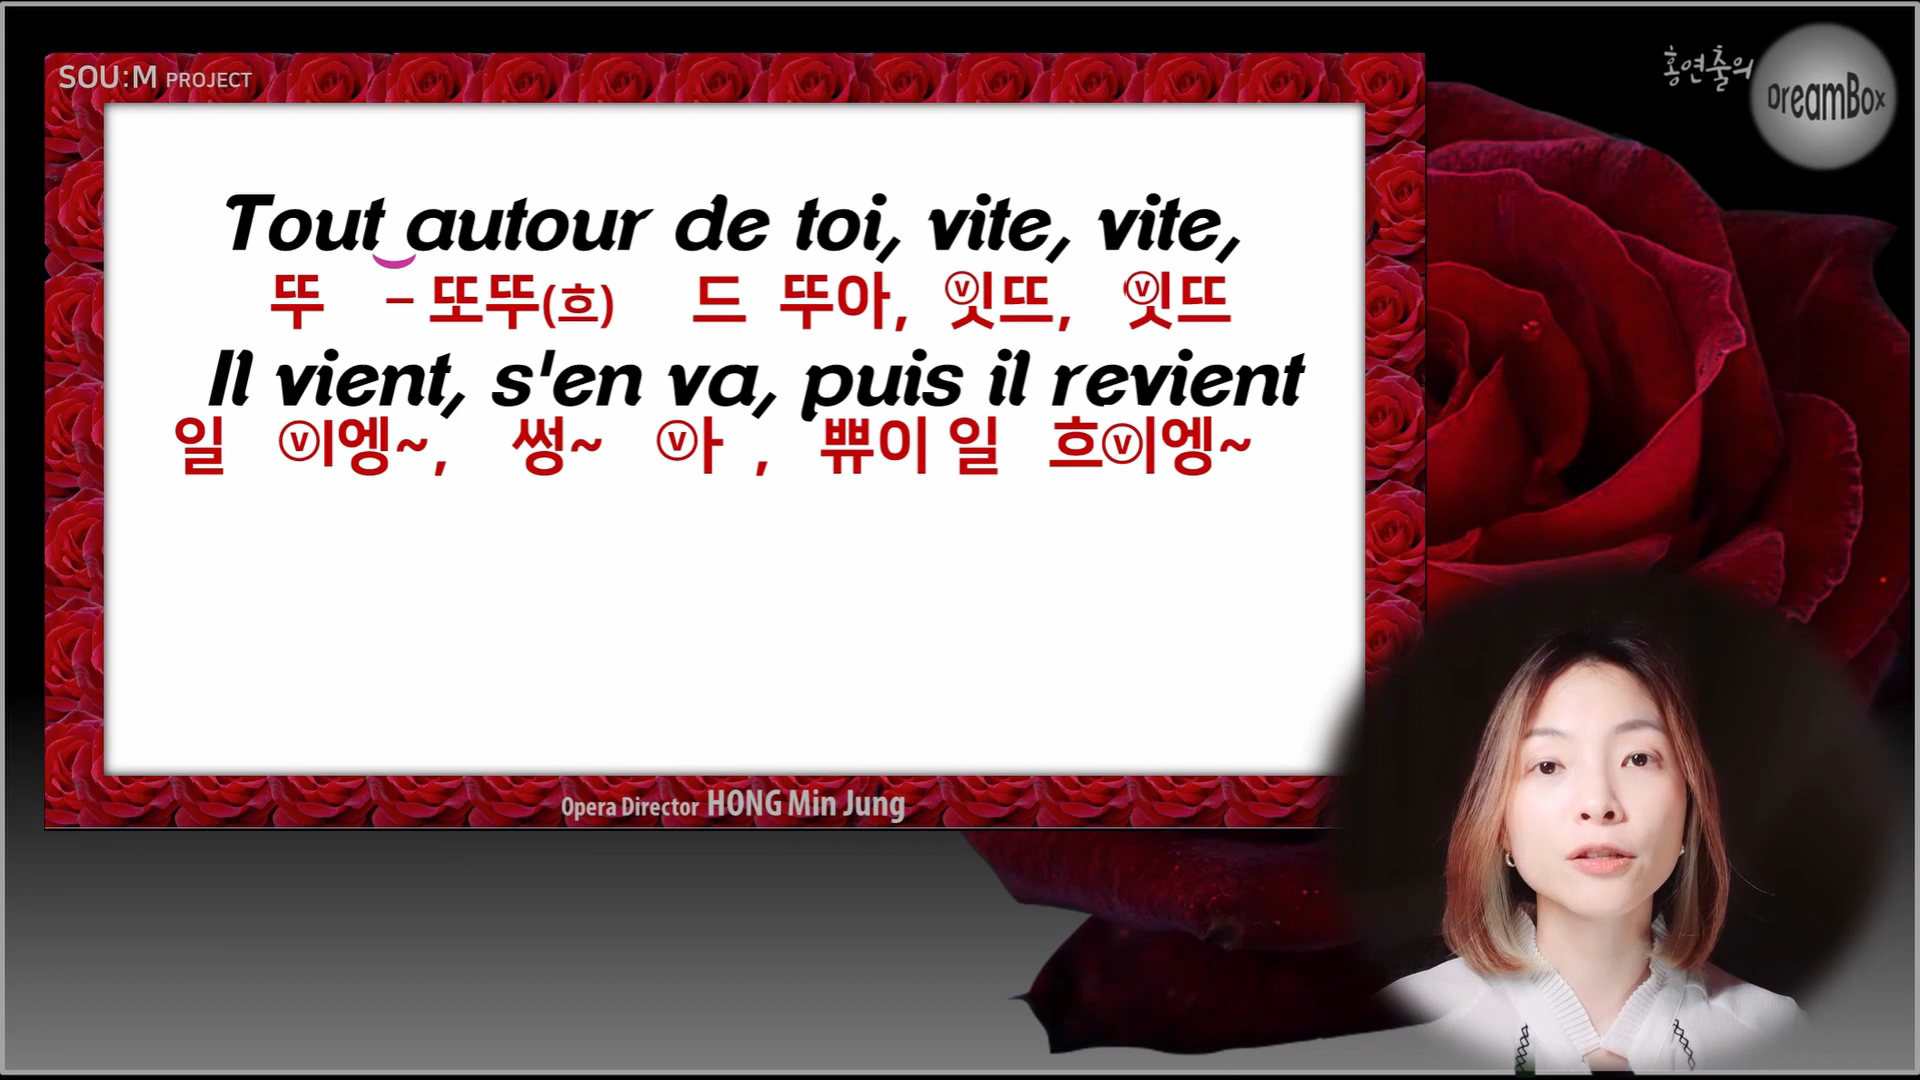 SOU:M PROJECT
홍연출의 DreamBox
Tout autour de toi, vite, vite,
뚜 – 또뚜(흐) 드 뚜아, ⓥ잇뜨, ⓥ잇뜨
Il vient, s'en va, puis il revient
일 ⓥ이엥~, 썽~ ⓥ아 , 쀼이 일 흐ⓥ이엥~
Opera Director HONG Min Jung